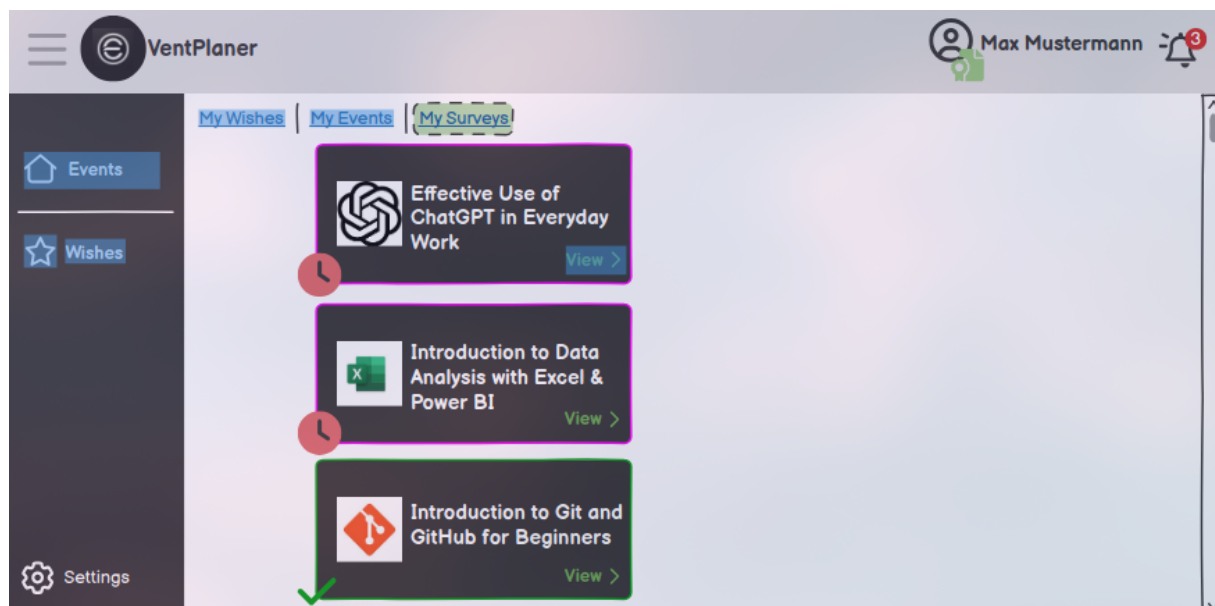 VentPlaner
Max Mustermann
3
My Wishes | My Events | My Surveys
Events
Wishes
Settings
Effective Use of
ChatGPT in Everyday
Work
View >
Introduction to Data
Analysis with Excel &
Power BI
View >
Introduction to Git and
GitHub for Beginners
View >